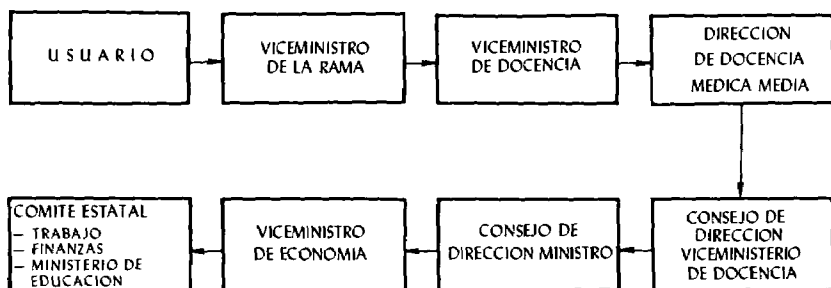 USUARIO
VICEMINISTRO
DE LA RAMA
VICEMINISTRO
DE DOCENCIA
DIRECCION
DE DOCENCIA
MEDICA MEDIA
COMITE ESTATAL
– TRABAJO
– FINANZAS
– MINISTERIO DE
EDUCACION
VICEMINISTRO
DE ECONOMIA
CONSEJO DE
DIRECCION MINISTRO
CONSEJO DE
DIRECCION
VICEMINISTERIO
DE DOCENCIA